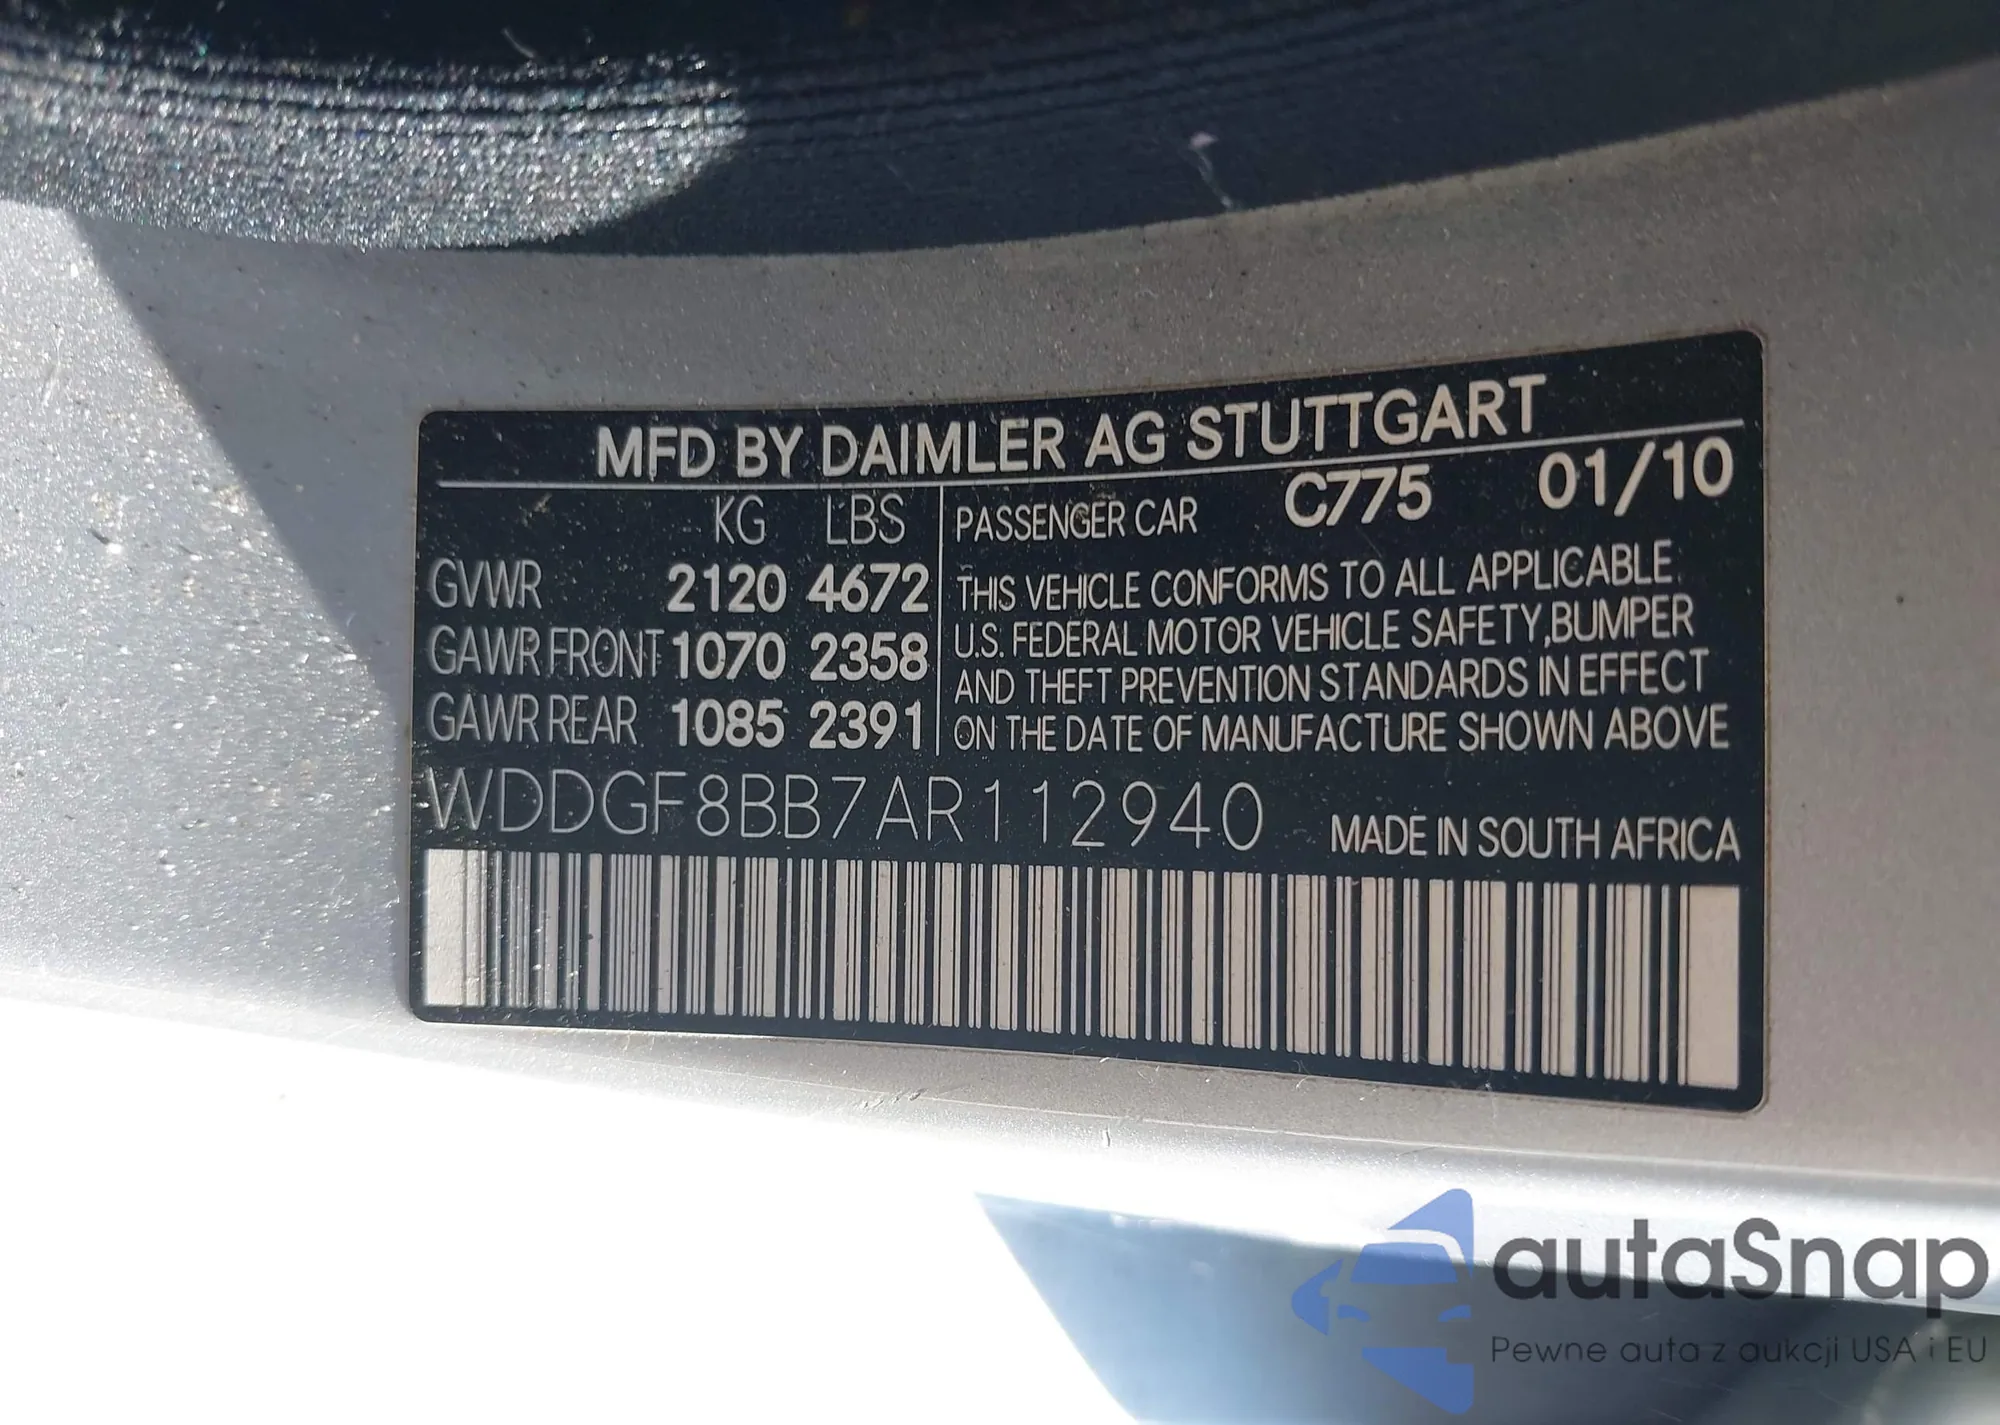 MFD BY DAIMLER AG STUTTGART
KG LBS
GVWR 2120 4672
GAWR FRONT 1070 2358
GAWR REAR 1085 2391
PASSENGER CAR C775 01/10
THIS VEHICLE CONFORMS TO ALL APPLICABLE
U.S. FEDERAL MOTOR VEHICLE SAFETY,BUMPER
AND THEFT PREVENTION STANDARDS IN EFFECT
ON THE DATE OF MANUFACTURE SHOWN ABOVE
WDDGF8BB7AR112940
MADE IN SOUTH AFRICA
autaSnap
Pewne auta z aukcji USA i EU